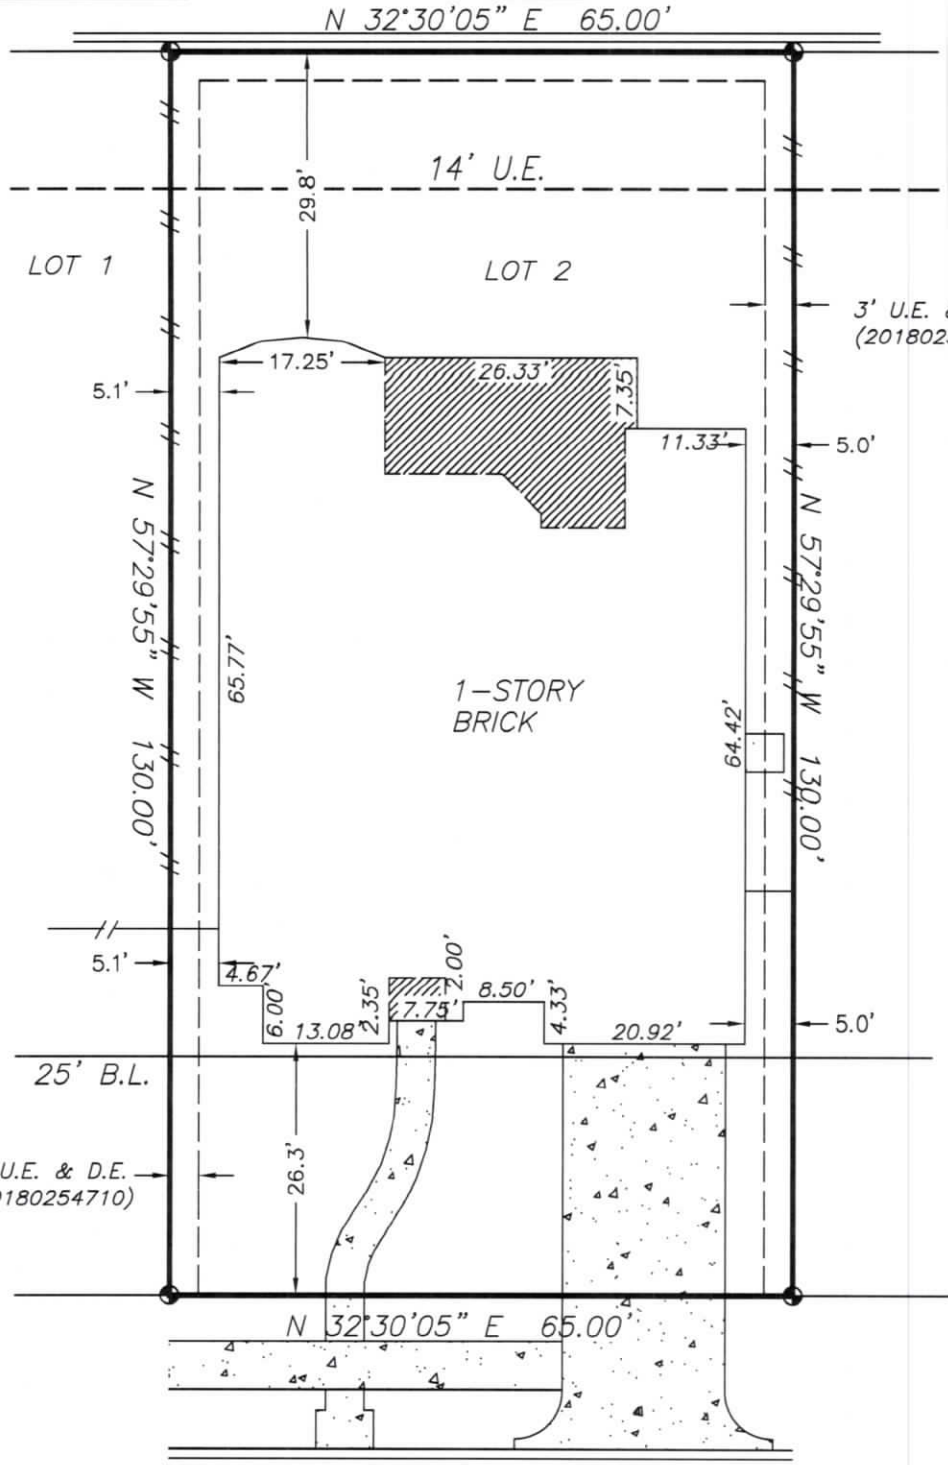 N 32°30'05" E 65.00'
14' U.E.
29.8'
LOT 1
LOT 2
3' U.E.
(201802
17.25'
26.33'
7.35'
5.1'
11.33'
5.0'
N 57°29'55" W 130.00'
N 57°29'55" W 130.00'
65.77'
1-STORY
BRICK
64.42'
5.1'
4.67'
6.00'
13.08'
2.35'
7.75'
2.00'
8.50'
4.33'
20.92'
5.0'
25' B.L.
26.3'
U.E. & D.E.
0180254710)
N 32°30'05" E 65.00'